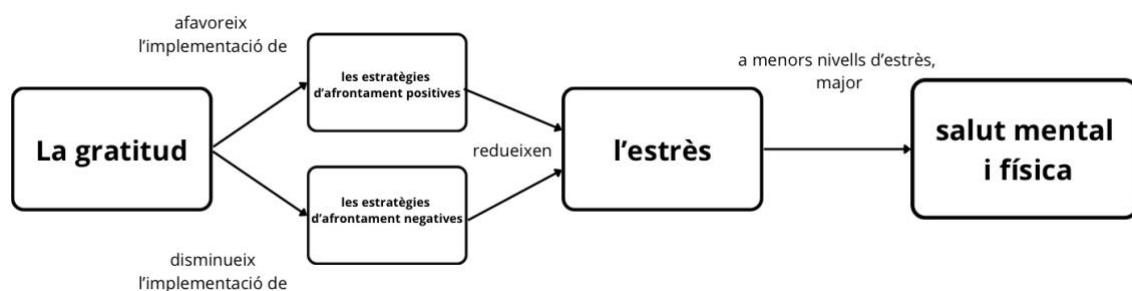 afavoreix
l'implementació de
les estratègies
d'afrontament positives
La gratitud
redueixen
les estratègies
d'afrontament negatives
disminueix
l'implementació de
l'estrès
a menors nivells d'estrès,
major
salut mental
i física